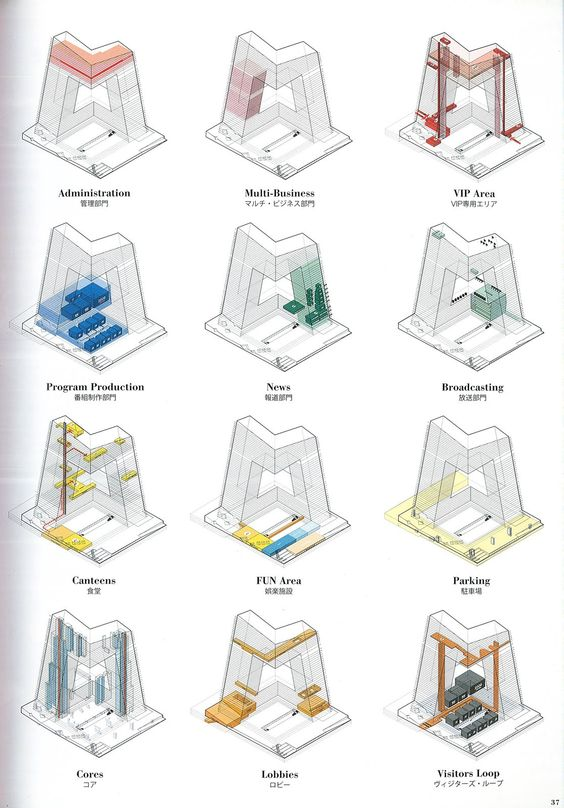 Administration
管理部門
Multi-Business
マルチ・ビジネス部門
VIP Area
VIP専用エリア
Program Production
番組制作部門
News
報道部門
Broadcasting
放送部門
Canteens
食堂
FUN Area
娯楽施設
Parking
駐車場
Cores
コア
Lobbies
ロビー
Visitors Loop
ヴィジターズ・ループ
37